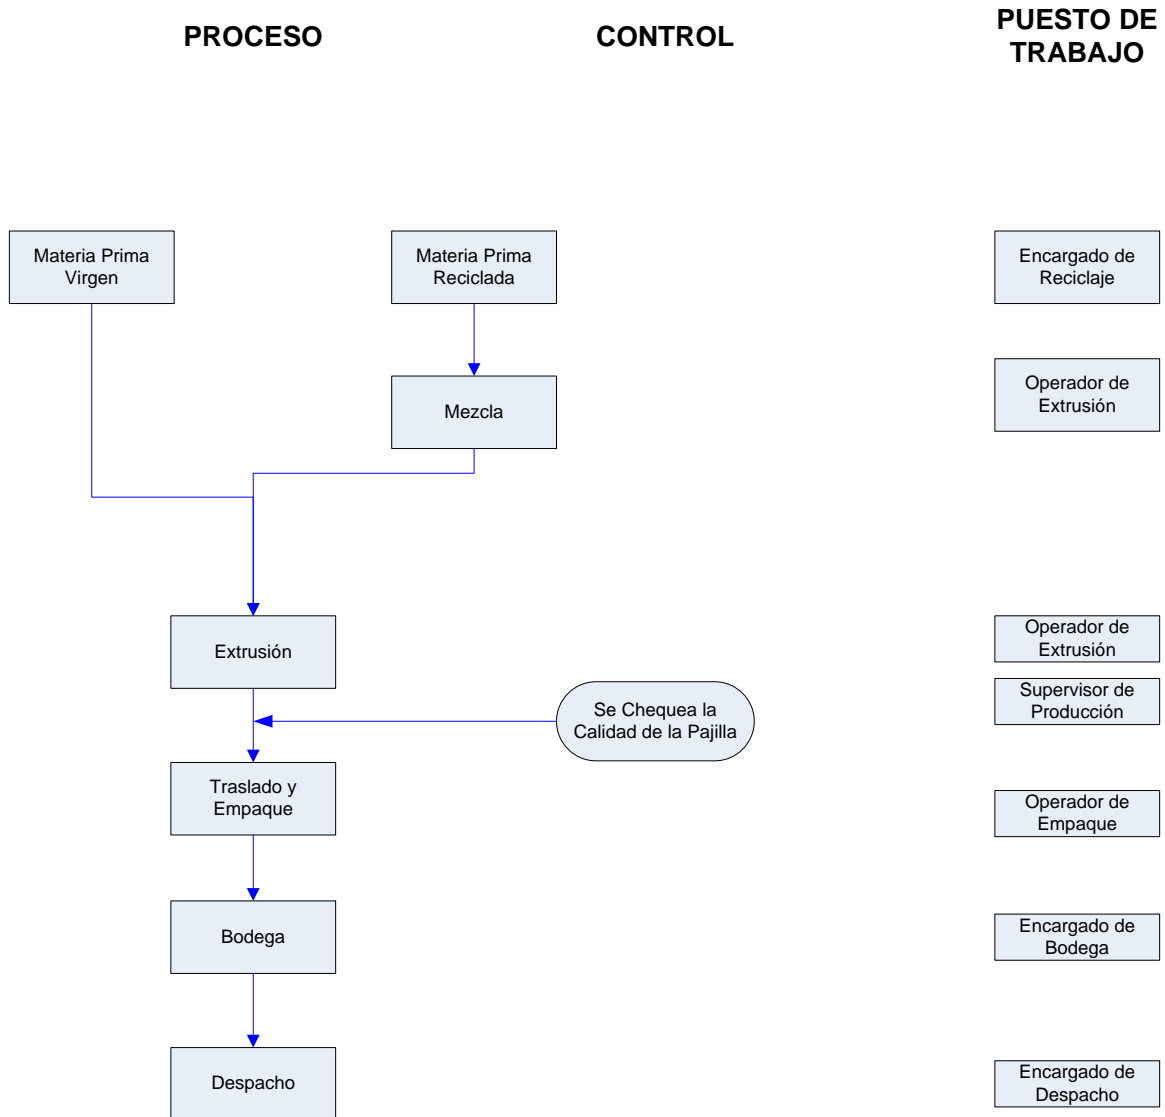 PROCESO
CONTROL
PUESTO DE
TRABAJO
Materia Prima
Virgen
Materia Prima
Reciclada
Encargado de
Reciclaje
Mezcla
Operador de
Extrusión
Extrusión
Operador de
Extrusión
Se Chequea la
Calidad de la Pajilla
Supervisor de
Producción
Traslado y
Empaque
Operador de
Empaque
Bodega
Encargado de
Bodega
Despacho
Encargado de
Despacho